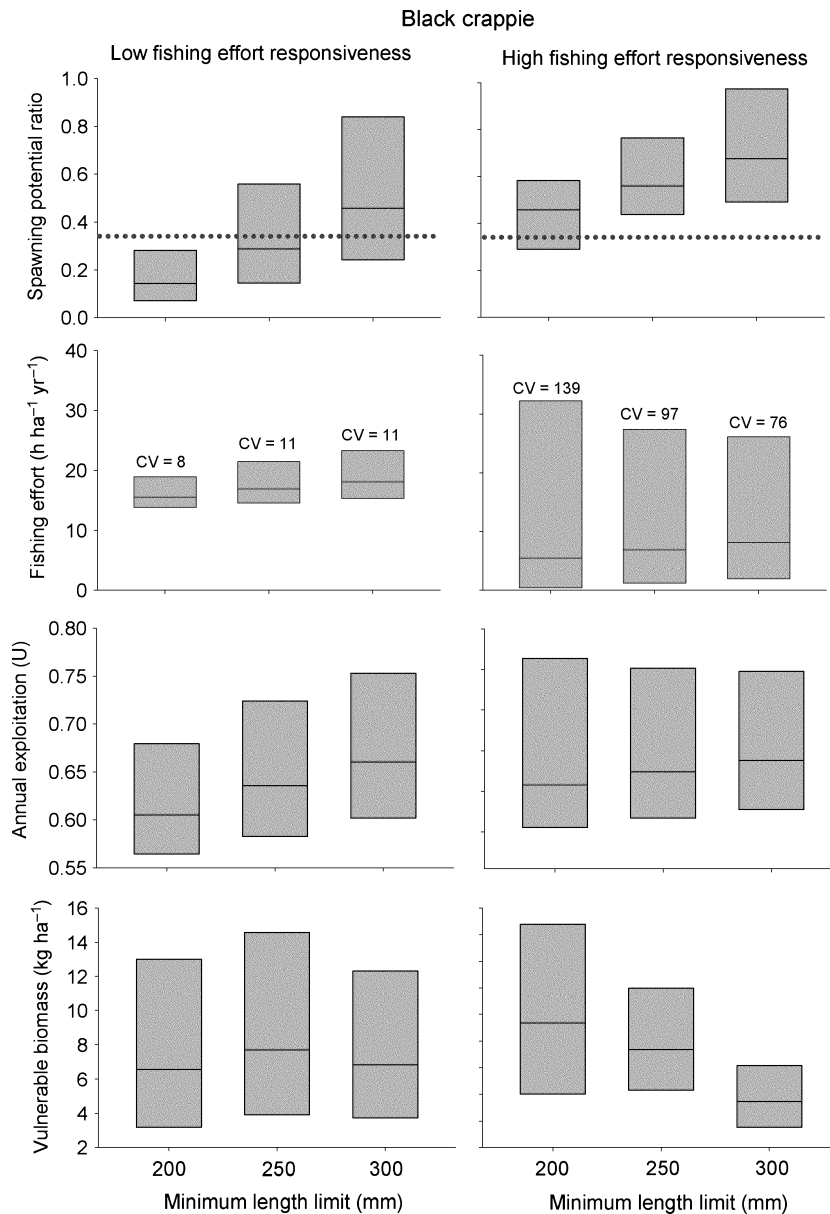 Black crappie
Low fishing effort responsiveness
High fishing effort responsiveness
Spawning potential ratio
1.0
0.8
0.6
0.4
0.2
0.0
Fishing effort (h ha⁻¹ yr⁻¹)
40
30
20
10
0
CV = 8
CV = 11
CV = 11
CV = 139
CV = 97
CV = 76
Annual exploitation (U)
0.80
0.75
0.70
0.65
0.60
0.55
Vulnerable biomass (kg ha⁻¹)
16
14
12
10
8
6
4
2
200 250 300
200 250 300
Minimum length limit (mm)
Minimum length limit (mm)